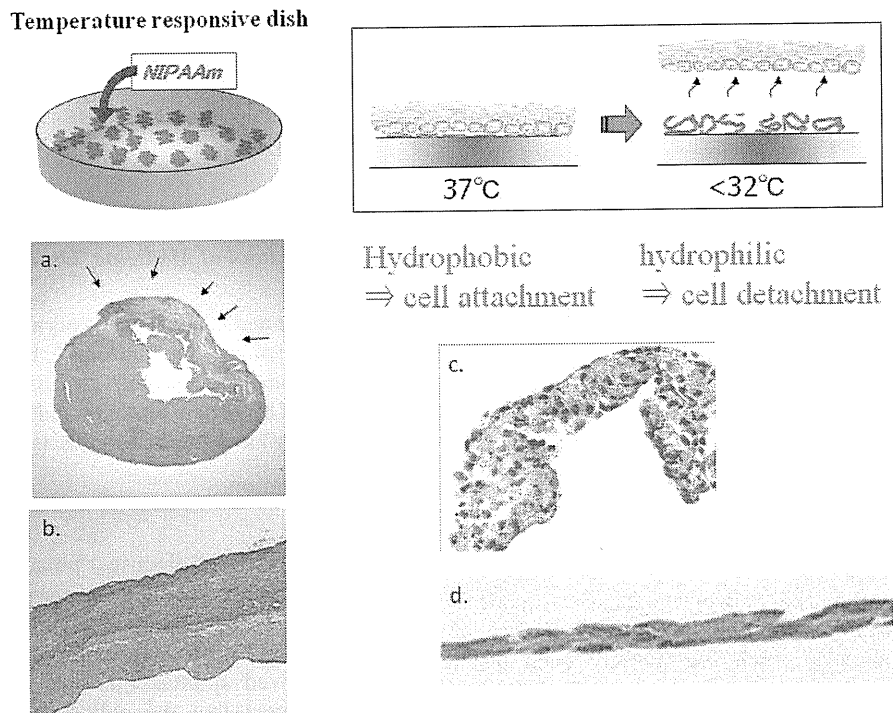 Temperature responsive dish
NIPAAm
37℃
<32℃
Hydrophobic
⇒ cell attachment
hydrophilic
⇒ cell detachment
a.
b.
c.
d.